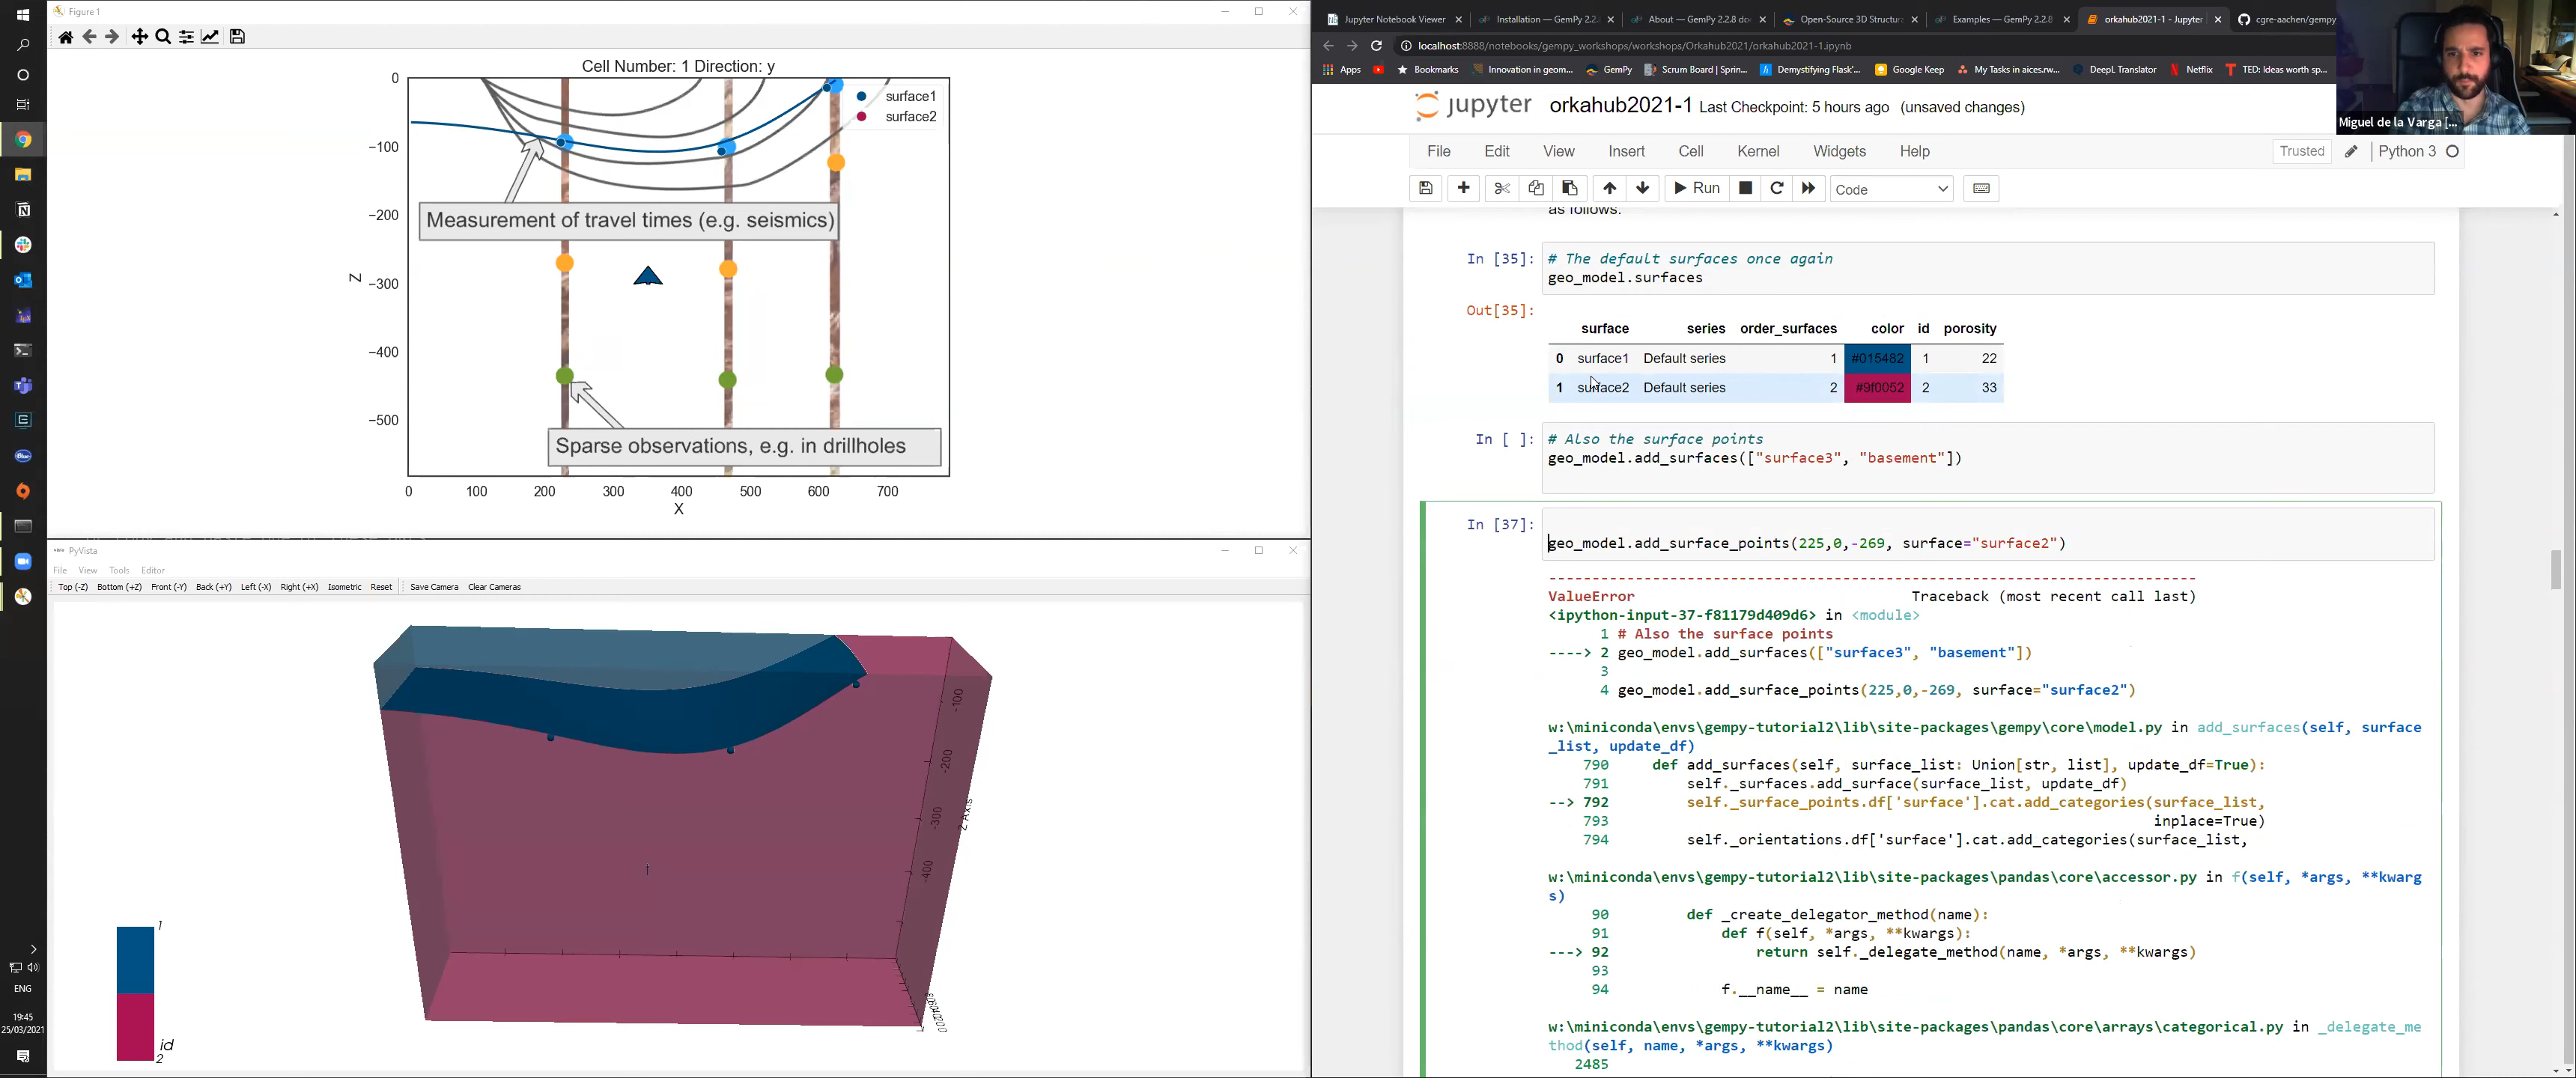 Figure 1
Cell Number: 1 Direction: y
surface1
surface2
0
−100
−200
−300
−400
−500
Z
Measurement of travel times (e.g. seismics)
Sparse observations, e.g. in drillholes
0 100 200 300 400 500 600 700
X
PyVista
File View Tools Editor
Top (-Z) Bottom (+Z) Front (-Y) Back (+Y) Left (-X) Right (+X) Isometric Reset Save Camera Clear Cameras
-100
-200
-300
-400
Z Axis
1
id
2
ENG
19:45
25/03/2021
Jupyter Notebook Viewer
Installation — GemPy 2.2.
About — GemPy 2.2.8 do
Open-Source 3D Structur
Examples — GemPy 2.2.8
orkahub2021-1 - Jupyter
cgre-aachen/gempy
localhost:8888/notebooks/gempy_workshops/workshops/Orkahub2021/orkahub2021-1.ipynb
Apps Bookmarks Innovation in geom... GemPy Scrum Board | Sprin... Demystifying Flask'... Google Keep My Tasks in aices.rw... DeepL Translator Netflix TED: Ideas worth sp...
Miguel de la Varga [...
jupyter orkahub2021-1 Last Checkpoint: 5 hours ago (unsaved changes)
File Edit View Insert Cell Kernel Widgets Help
Trusted Python 3
Run Code
as follows:
In [35]: # The default surfaces once again
geo_model.surfaces
Out[35]:
surface series order_surfaces color id porosity
0 surface1 Default series 1 #015482 1 22
1 surface2 Default series 2 #9f0052 2 33
In [ ]: # Also the surface points
geo_model.add_surfaces(["surface3", "basement"])
In [37]:
geo_model.add_surface_points(225,0,-269, surface="surface2")
---------------------------------------------------------------------------
ValueError Traceback (most recent call last)
<ipython-input-37-f81179d409d6> in <module>
1 # Also the surface points
----> 2 geo_model.add_surfaces(["surface3", "basement"])
3
4 geo_model.add_surface_points(225,0,-269, surface="surface2")
w:\miniconda\envs\gempy-tutorial2\lib\site-packages\gempy\core\model.py in add_surfaces(self, surface
_list, update_df)
790 def add_surfaces(self, surface_list: Union[str, list], update_df=True):
791 self._surfaces.add_surface(surface_list, update_df)
--> 792 self._surface_points.df['surface'].cat.add_categories(surface_list,
793 inplace=True)
794 self._orientations.df['surface'].cat.add_categories(surface_list,
w:\miniconda\envs\gempy-tutorial2\lib\site-packages\pandas\core\accessor.py in f(self, *args, **kwarg
s)
90 def _create_delegator_method(name):
91 def f(self, *args, **kwargs):
---> 92 return self._delegate_method(name, *args, **kwargs)
93
94 f.__name__ = name
w:\miniconda\envs\gempy-tutorial2\lib\site-packages\pandas\core\arrays\categorical.py in _delegate_me
thod(self, name, *args, **kwargs)
2485